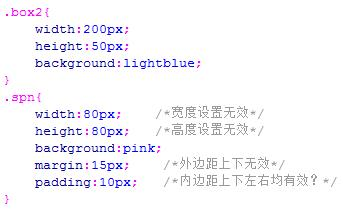 .box2{
width:200px;
height:50px;
background:lightblue;
}
.spn{
width:80px; /*宽度设置无效*/
height:80px; /*高度设置无效*/
background:pink;
margin:15px; /*外边距上下无效*/
padding:10px; /*内边距上下左右均有效？*/
}